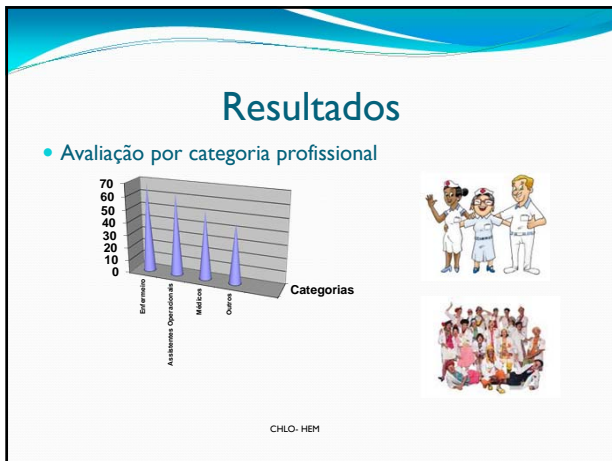 Resultados
Avaliação por categoria profissional
70
60
50
40
30
20
10
0
Enfermeiro
Assistentes Operacionais
Médicos
Outros
Categorias
CHLO- HEM